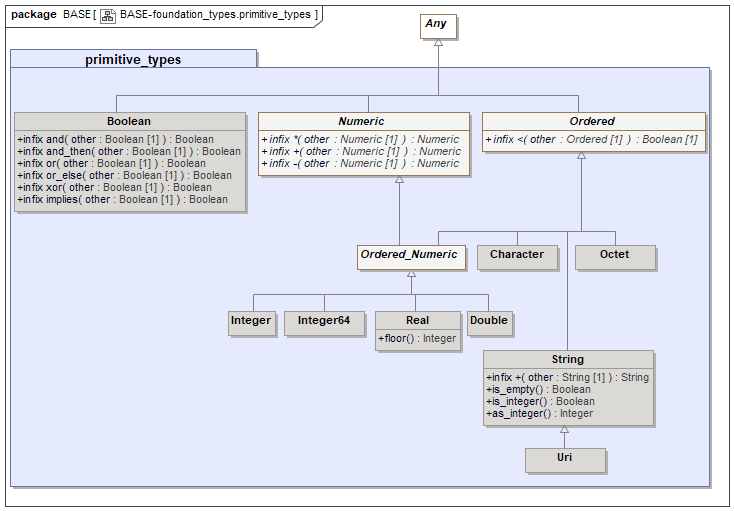 package BASE[ BASE-foundation_types.primitive_types ]
Any
primitive_types
Boolean
+infix and( other : Boolean [1] ) : Boolean
+infix and_then( other : Boolean [1] ) : Boolean
+infix or( other : Boolean [1] ) : Boolean
+infix or_else( other : Boolean [1] ) : Boolean
+infix xor( other : Boolean [1] ) : Boolean
+infix implies( other : Boolean [1] ) : Boolean
Numeric
+infix *( other : Numeric [1] ) : Numeric
+infix +( other : Numeric [1] ) : Numeric
+infix -( other : Numeric [1] ) : Numeric
Ordered
+infix <( other : Ordered [1] ) : Boolean [1]
Ordered_Numeric
Character
Octet
Integer
Integer64
Real
+floor() : Integer
Double
String
+infix +( other : String [1] ) : String
+is_empty() : Boolean
+is_integer() : Boolean
+as_integer() : Integer
Uri